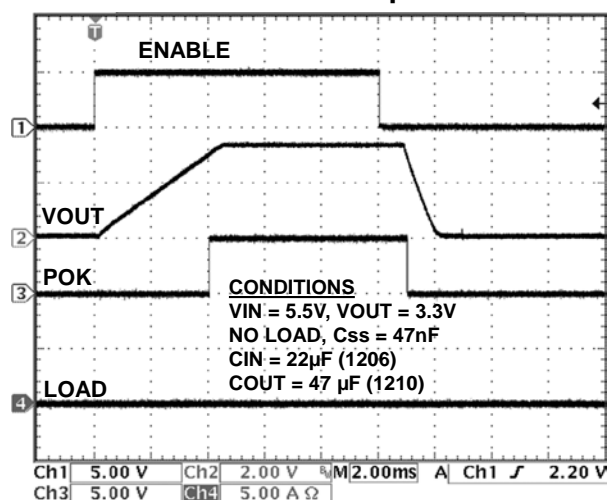 T
ENABLE
1
VOUT
2
POK
3
CONDITIONS
VIN = 5.5V, VOUT = 3.3V
NO LOAD, Css = 47nF
CIN = 22µF (1206)
COUT = 47 µF (1210)
LOAD
4
Ch1 5.00 V Ch2 2.00 V M 2.00ms A Ch1 2.20 V
Ch3 5.00 V Ch4 5.00 A Ω